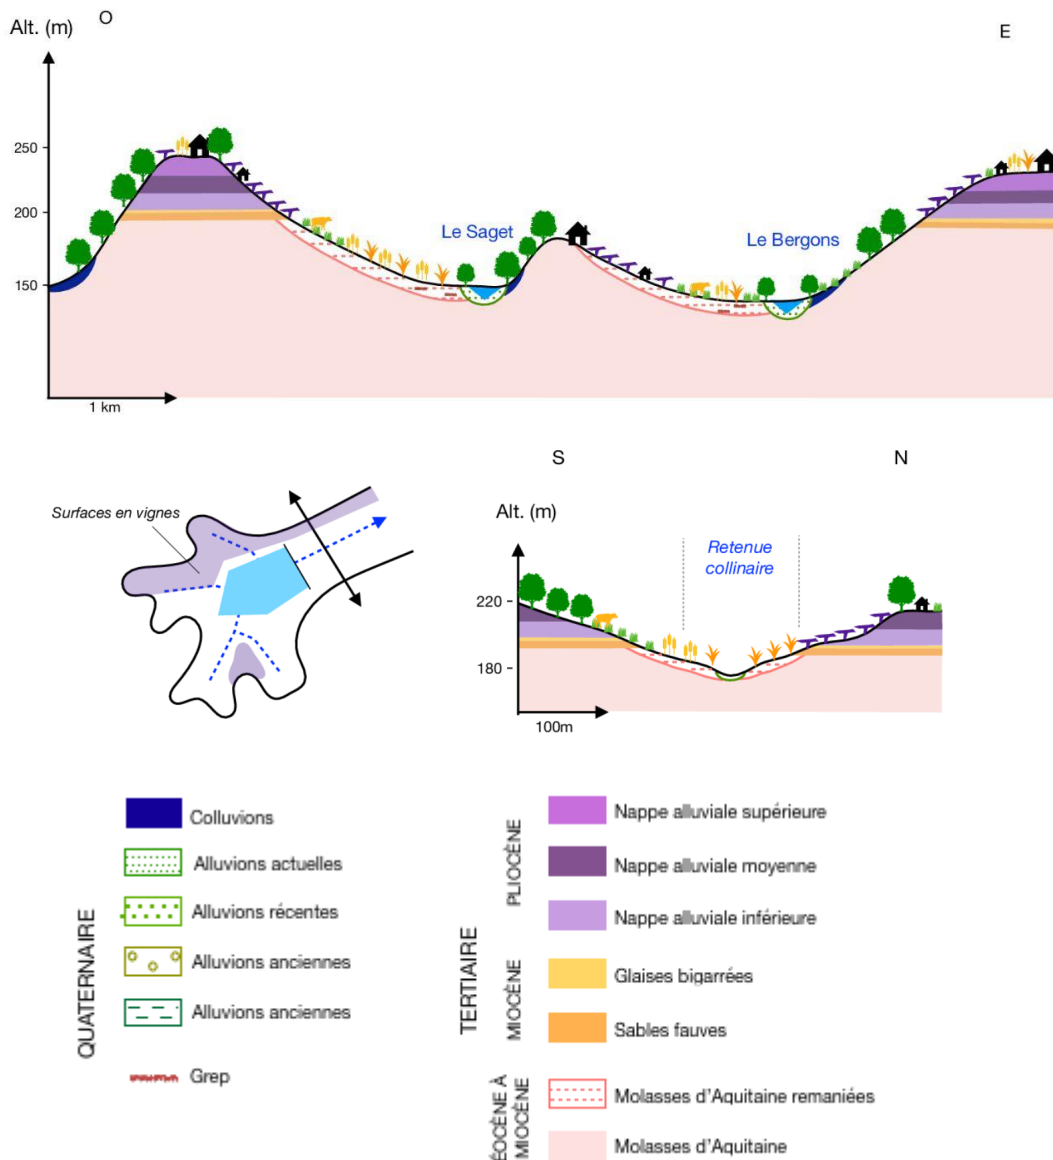 O
E
Alt. (m)
250
200
150
Le Saget
Le Bergons
1 km
S
N
Surfaces en vignes
Alt. (m)
Retenue
collinaire
220
180
100m
QUATERNAIRE
Colluvions
Alluvions actuelles
Alluvions récentes
Alluvions anciennes
Alluvions anciennes
Grep
TERTIAIRE
PLIOCÈNE
Nappe alluviale supérieure
Nappe alluviale moyenne
Nappe alluviale inférieure
MIOCÈNE
Glaises bigarrées
Sables fauves
ÉOCÈNE À
MIOCÈNE
Molasses d'Aquitaine remaniées
Molasses d'Aquitaine